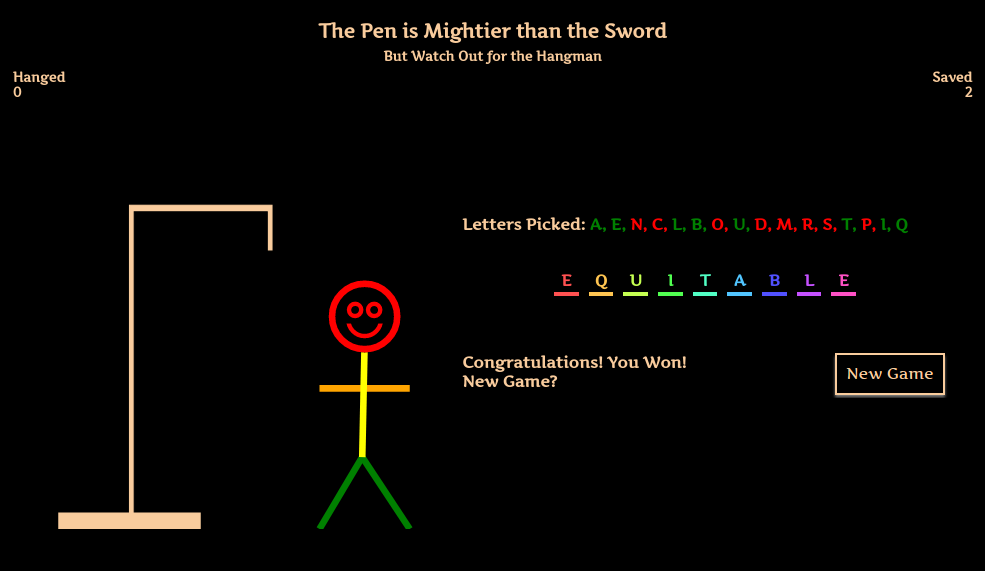 The Pen is Mightier than the Sword
But Watch Out for the Hangman
Hanged
0
Saved
2
Letters Picked: A, E, N, C, L, B, O, U, D, M, R, S, T, P, I, Q
E Q U I T A B L E
Congratulations! You Won!
New Game?
New Game